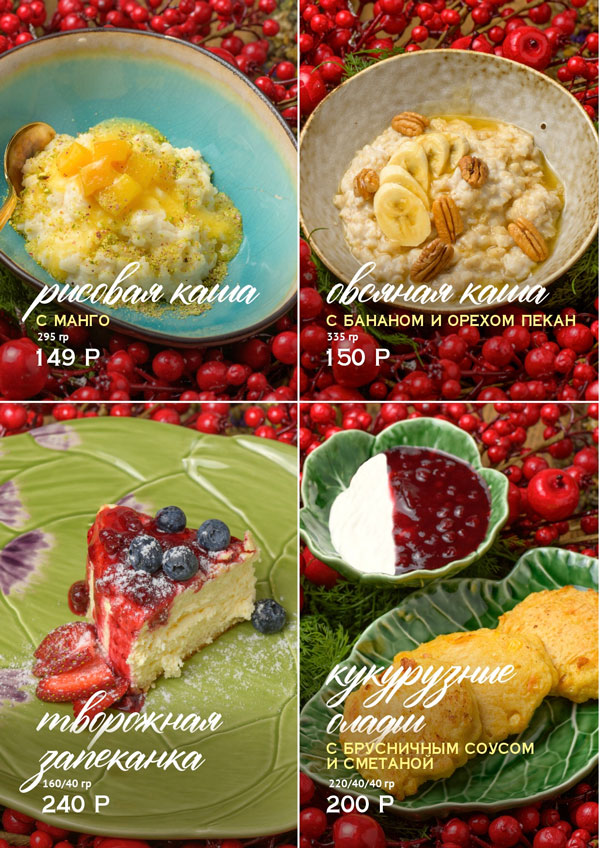 рисовая каша
С МАНГО
295 гр
149 Р
овсяная каша
С БАНАНОМ И ОРЕХОМ ПЕКАН
335 гр
150 Р
творожная
запеканка
160/40 гр
240 Р
кукурузные
оладьи
С БРУСНИЧНЫМ СОУСОМ
И СМЕТАНОЙ
220/40/40 гр
200 Р